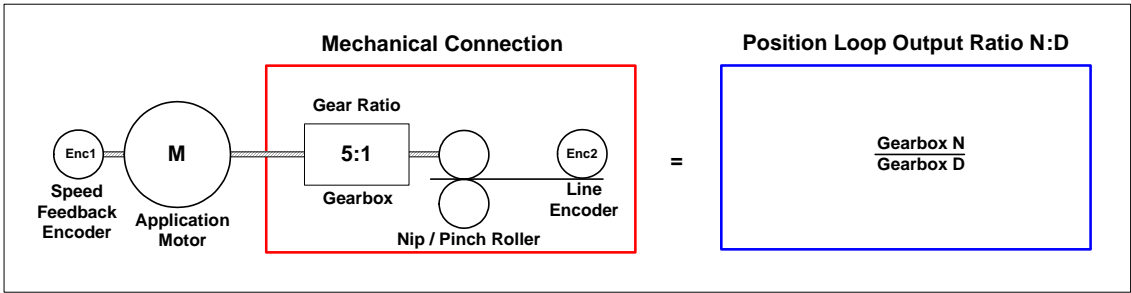 Mechanical Connection
Position Loop Output Ratio N:D
Gear Ratio
Enc1
M
5:1
Enc2
=
Gearbox N
Gearbox D
Speed
Feedback
Encoder
Application
Motor
Gearbox
Nip / Pinch Roller
Line
Encoder